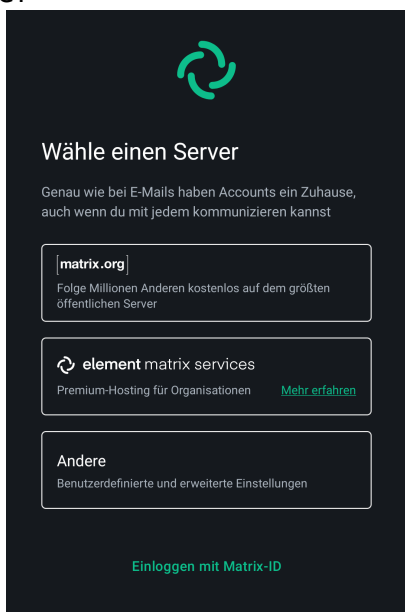 Wähle einen Server
Genau wie bei E-Mails haben Accounts ein Zuhause,
auch wenn du mit jedem kommunizieren kannst
[matrix.org]
Folge Millionen Anderen kostenlos auf dem größten
öffentlichen Server
element matrix services
Premium-Hosting für Organisationen Mehr erfahren
Andere
Benutzerdefinierte und erweiterte Einstellungen
Einloggen mit Matrix-ID